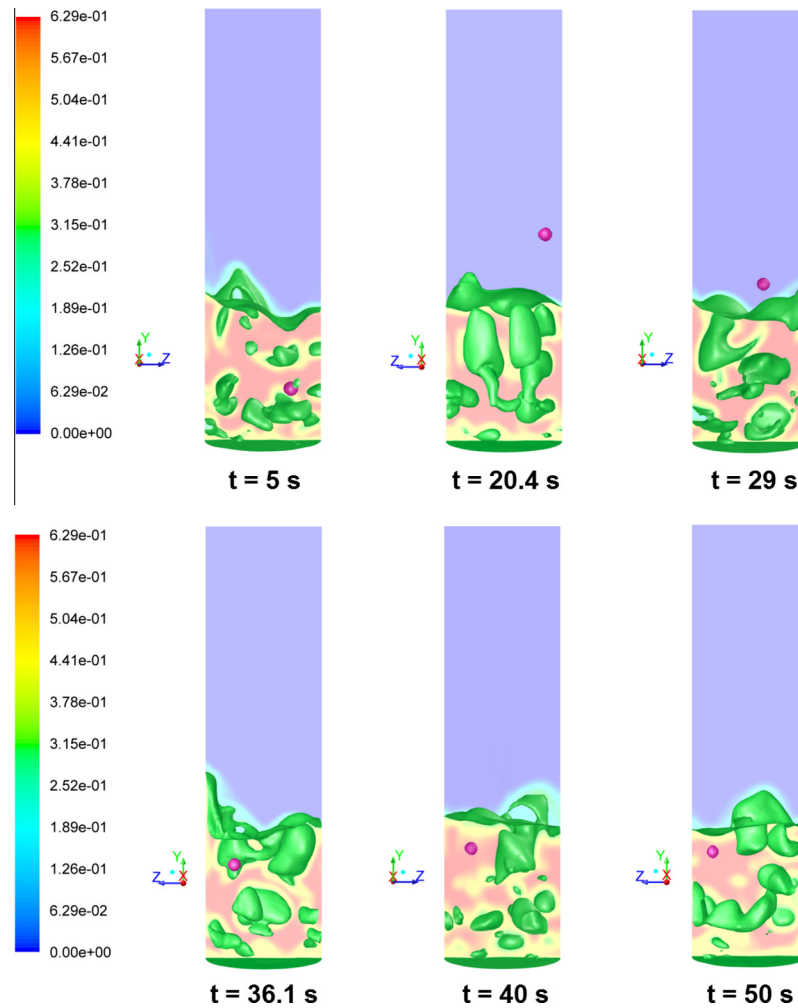 6.29e-01
5.67e-01
5.04e-01
4.41e-01
3.78e-01
3.15e-01
2.52e-01
1.89e-01
1.26e-01
6.29e-02
0.00e+00
Y
X
Z
Y
X
Z
Y
X
Z
t = 5 s
t = 20.4 s
t = 29 s
6.29e-01
5.67e-01
5.04e-01
4.41e-01
3.78e-01
3.15e-01
2.52e-01
1.89e-01
1.26e-01
6.29e-02
0.00e+00
Y
X
Z
Y
X
Z
Y
X
Z
t = 36.1 s
t = 40 s
t = 50 s